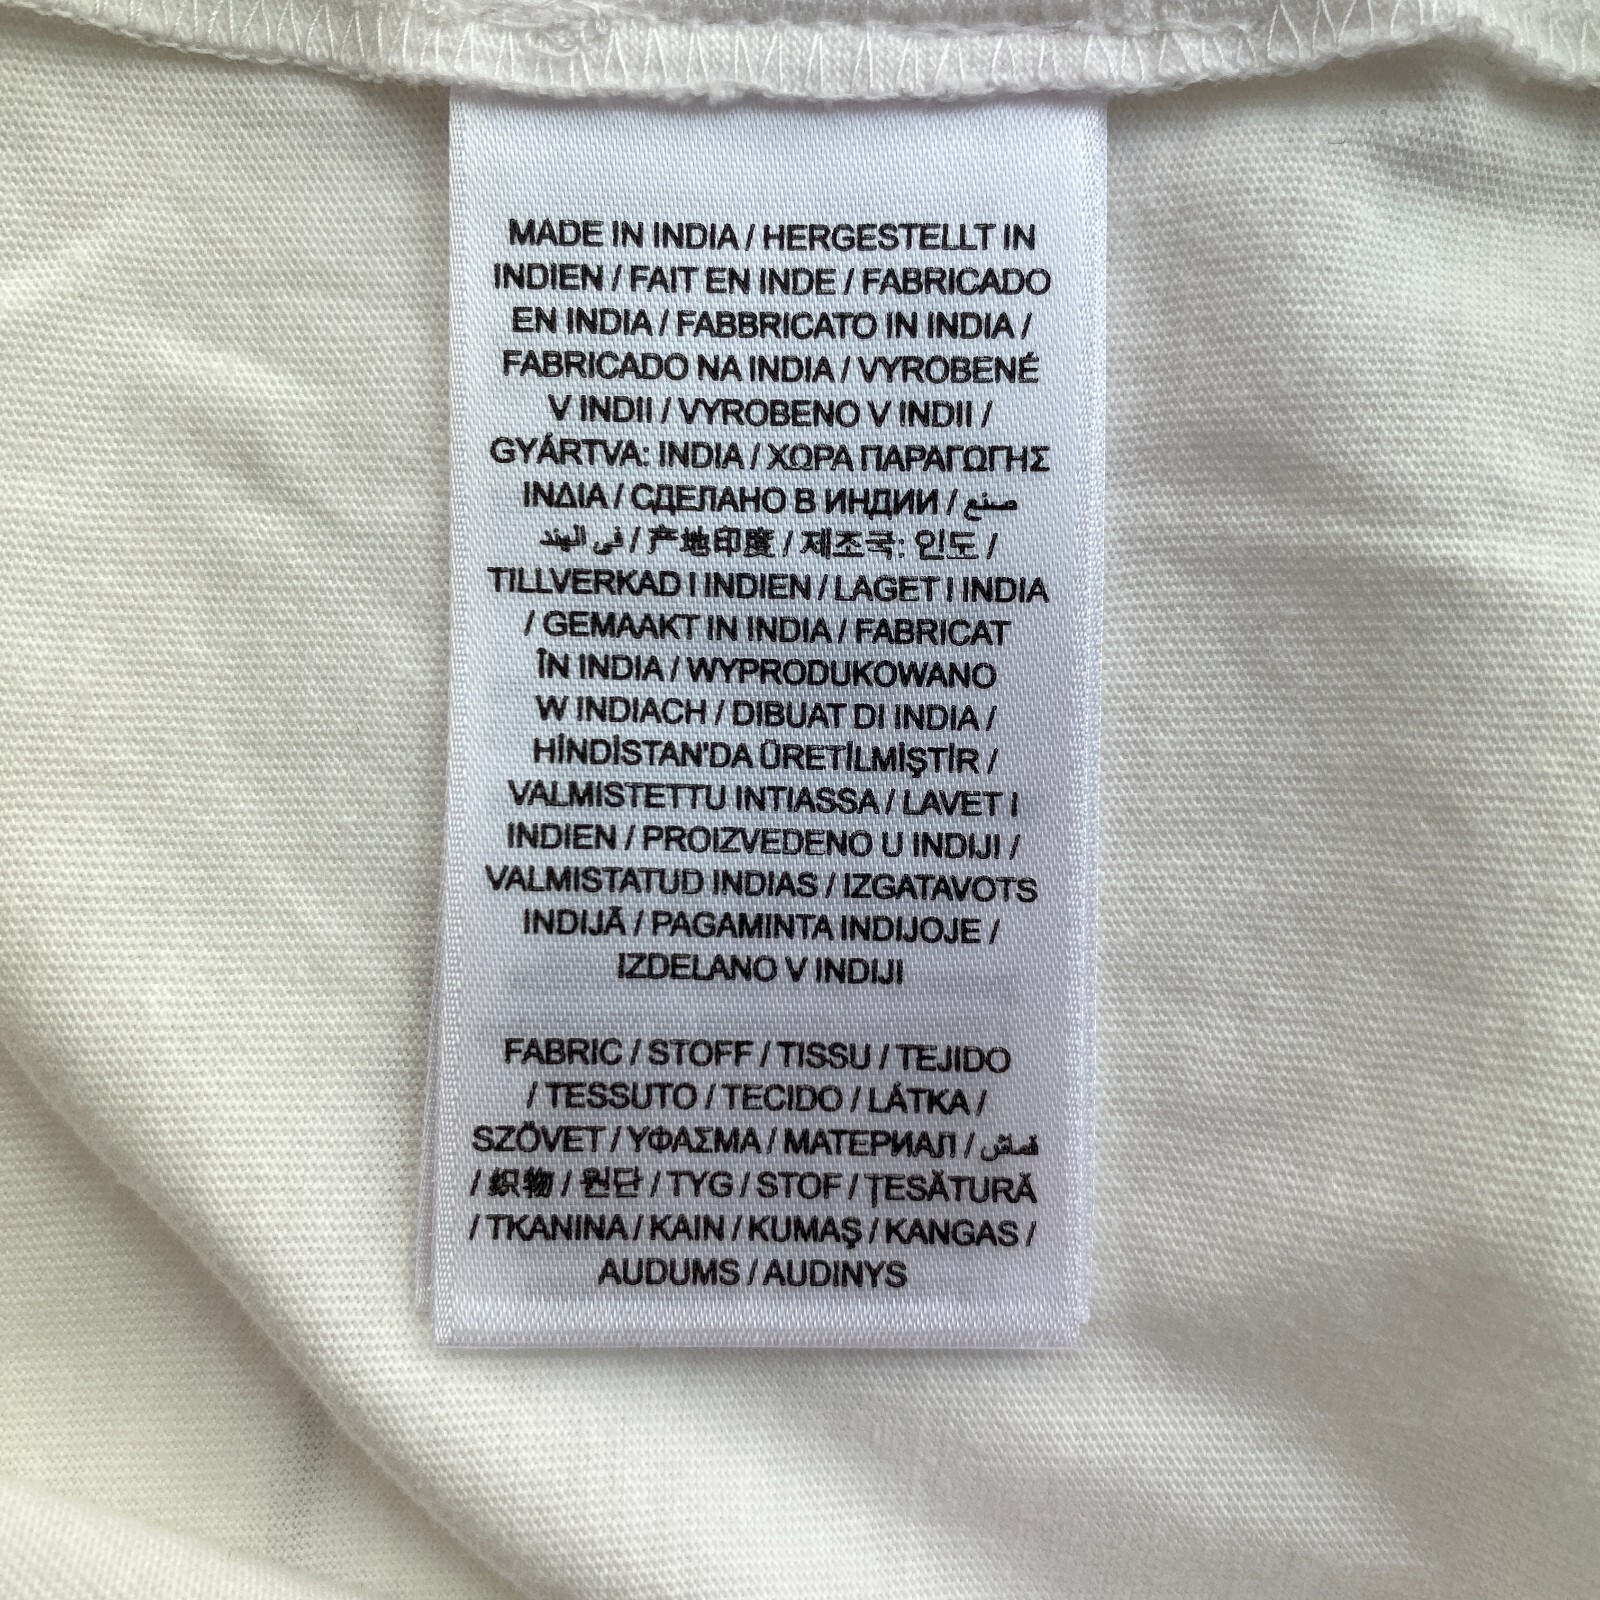 MADE IN INDIA / HERGESTELLT IN
INDIEN / FAIT EN INDE / FABRICADO
EN INDIA / FABBRICATO IN INDIA /
FABRICADO NA INDIA / VYROBENÉ
V INDII / VYROBENO V INDII /
GYÁRTVA: INDIA / ΧΩΡΑ ΠΑΡΑΓΩΓΗΣ
ΙΝΔΙΑ / СДЕЛАНО В ИНДИИ / صنع
في الهند / 产地印度 / 제조국: 인도 /
TILLVERKAD I INDIEN / LAGET I INDIA
/ GEMAAKT IN INDIA / FABRICAT
ÎN INDIA / WYPRODUKOWANO
W INDIACH / DIBUAT DI INDIA /
HİNDİSTAN'DA ÜRETİLMİŞTİR /
VALMISTETTU INTIASSA / LAVET I
INDIEN / PROIZVEDENO U INDIJI /
VALMISTATUD INDIAS / IZGATAVOTS
INDIJĀ / PAGAMINTA INDIJOJE /
IZDELANO V INDIJI
FABRIC / STOFF / TISSU / TEJIDO
/ TESSUTO / TECIDO / LÁTKA /
SZÖVET / ΥΦΑΣΜΑ / МАТЕРИАЛ / قماش
/ 织物 / 원단 / TYG / STOF / ȚESĂTURĂ
/ TKANINA / KAIN / KUMAŞ / KANGAS /
AUDUMS / AUDINYS